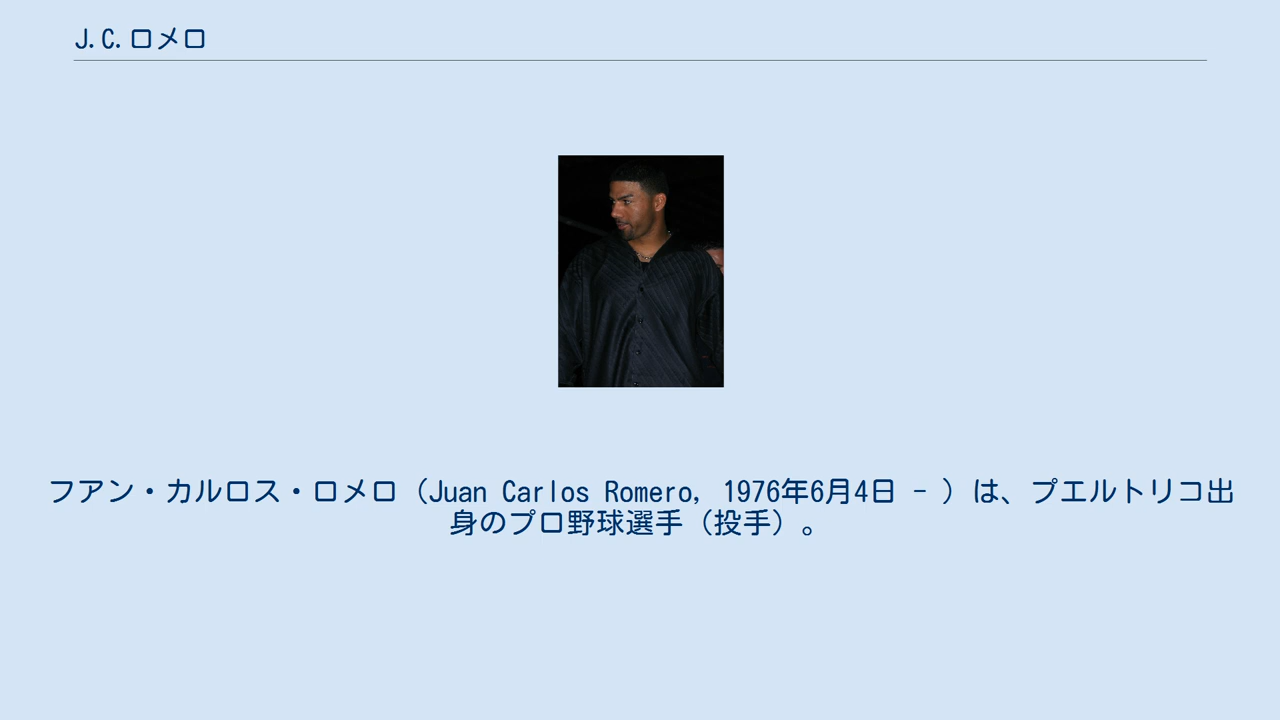 J.C.ロメロ
フアン・カルロス・ロメロ（Juan Carlos Romero, 1976年6月4日 - ）は、プエルトリコ出
身のプロ野球選手（投手）。